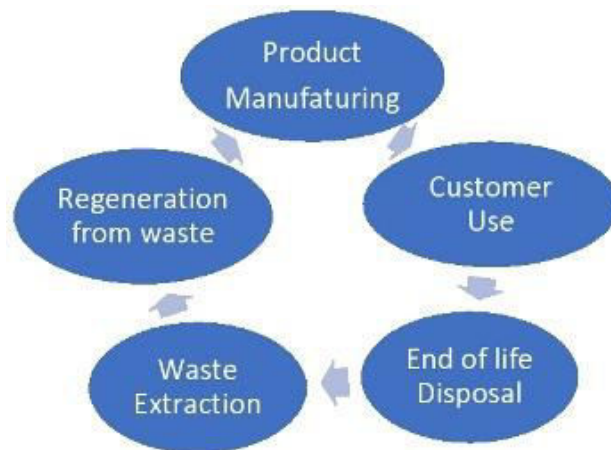 Product
Manufaturing
Customer
Use
End of life
Disposal
Waste
Extraction
Regeneration
from waste